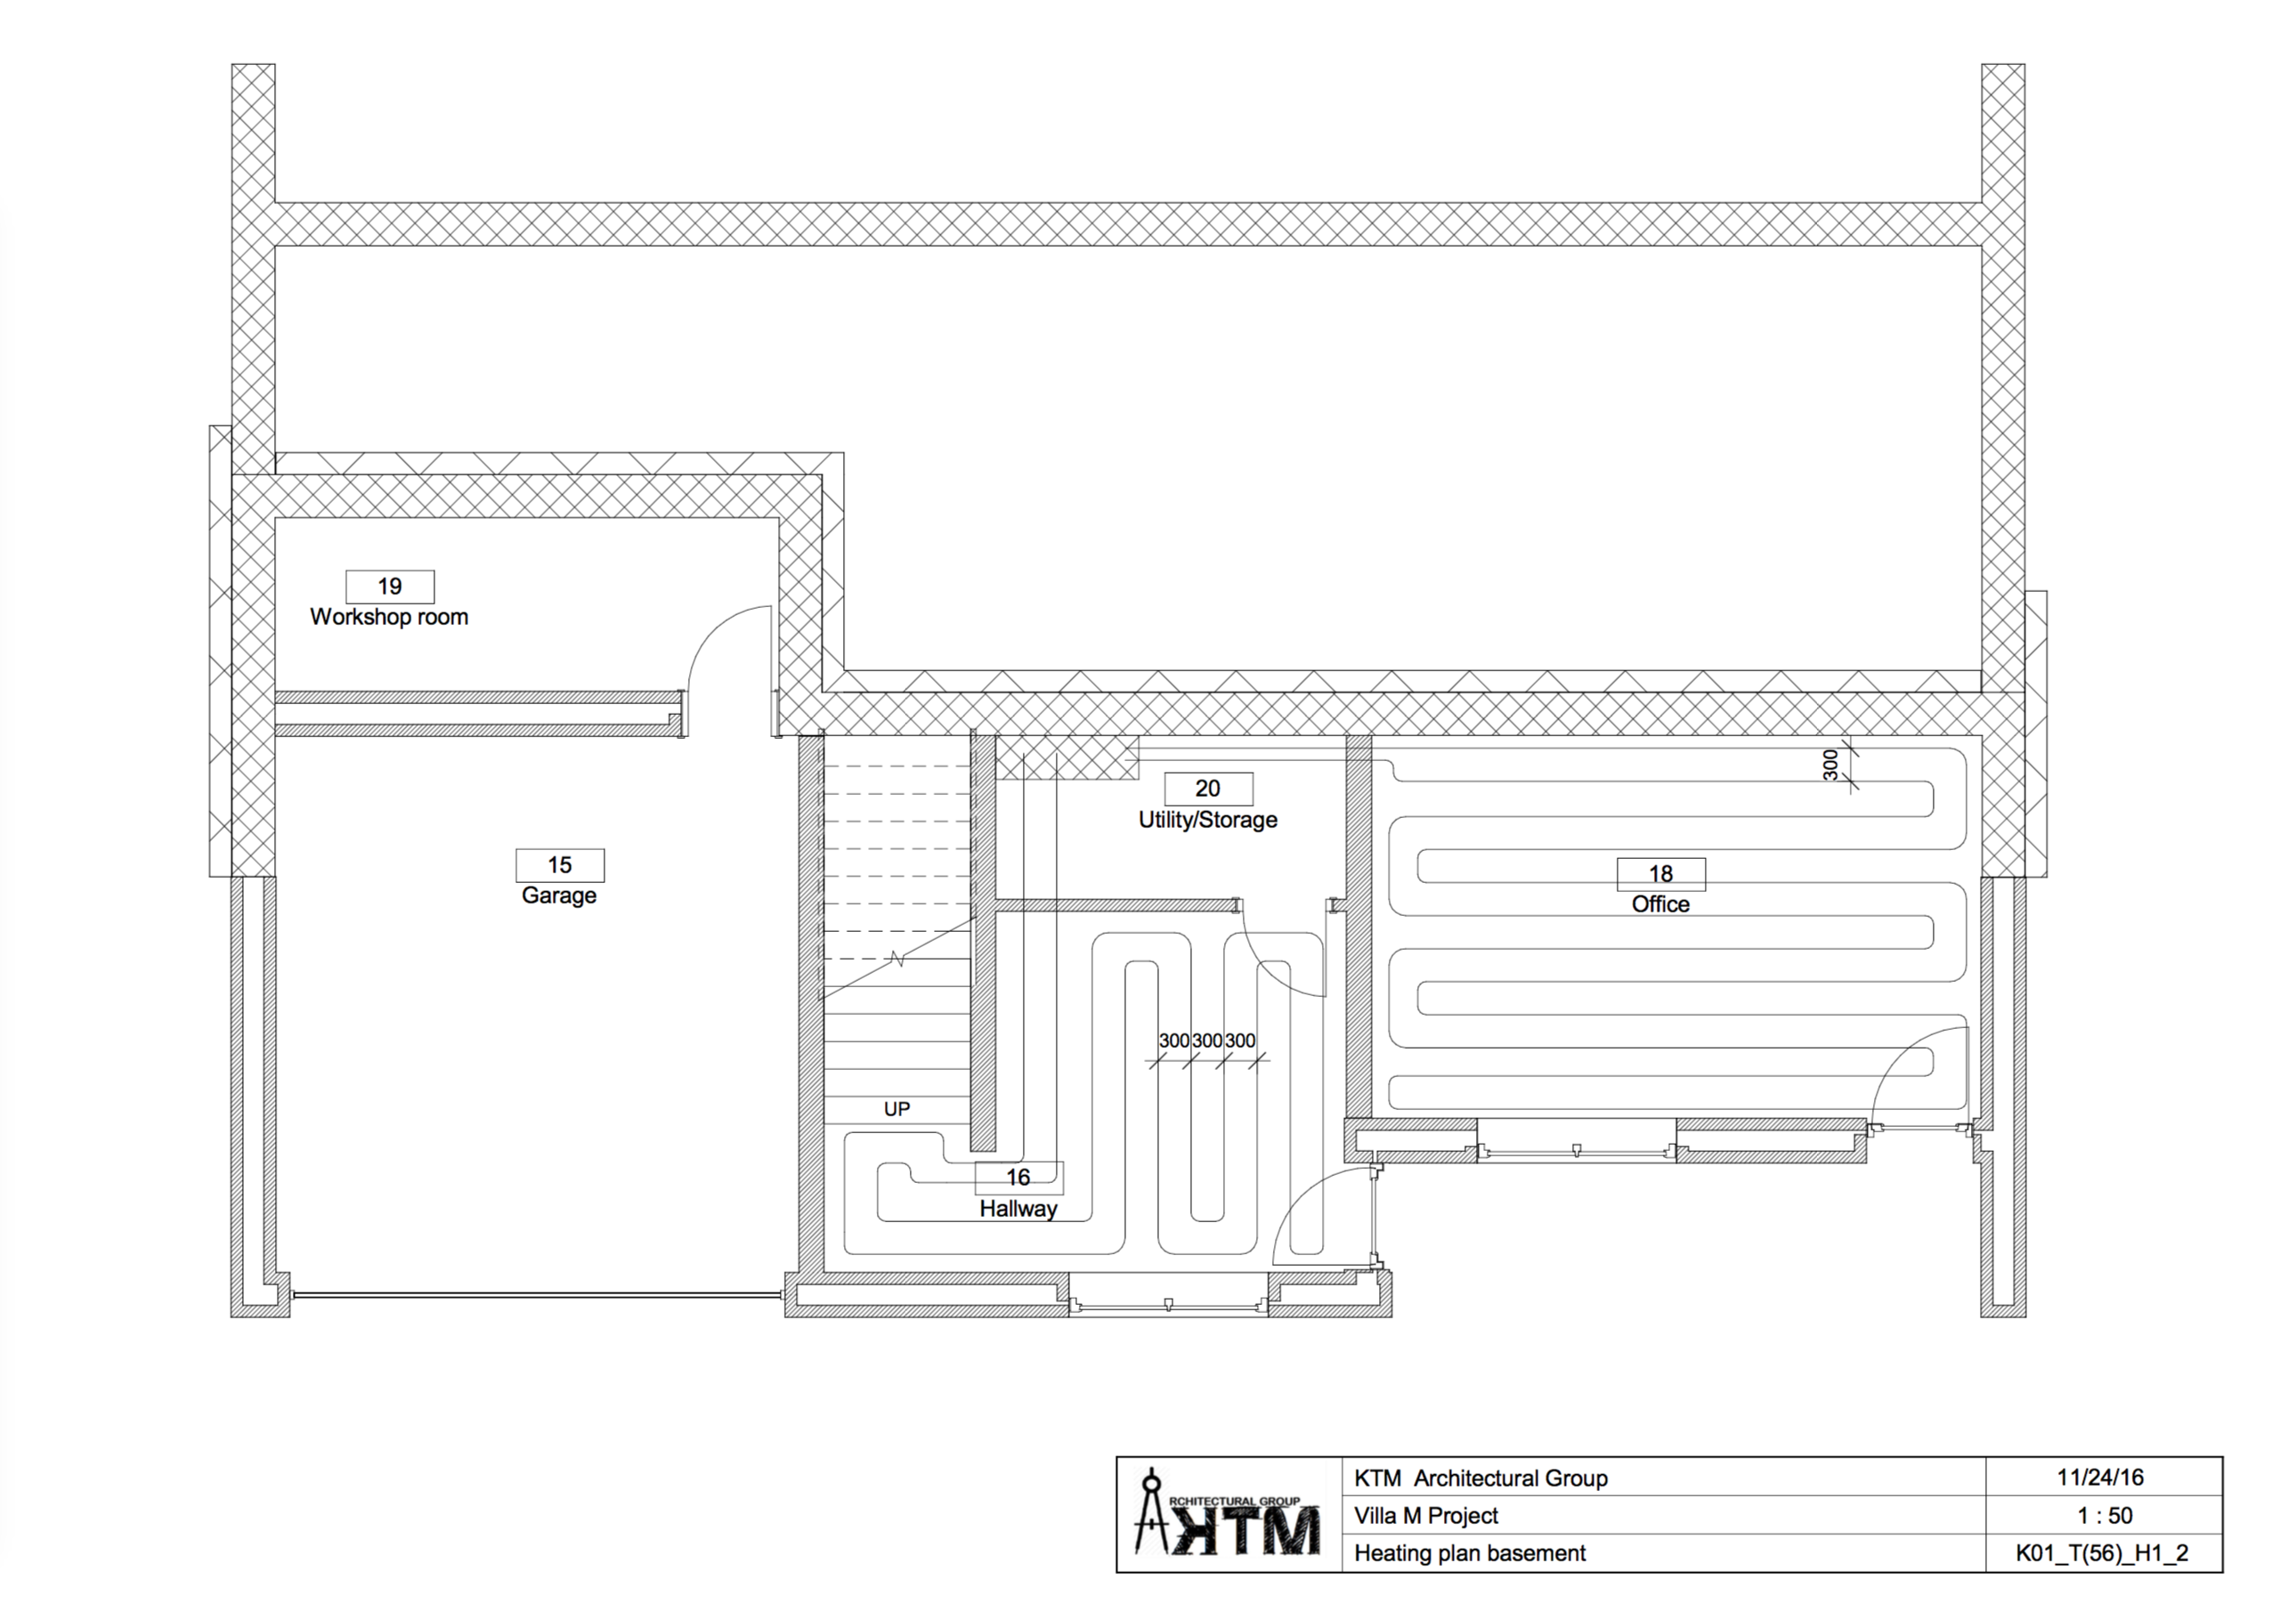 19
Workshop room
15
Garage
20
Utility/Storage
300
18
Office
300 300 300
UP
16
Hallway
RCHITECTURAL GROUP
KTM
KTM Architectural Group
11/24/16
Villa M Project
1 : 50
Heating plan basement
K01_T(56)_H1_2